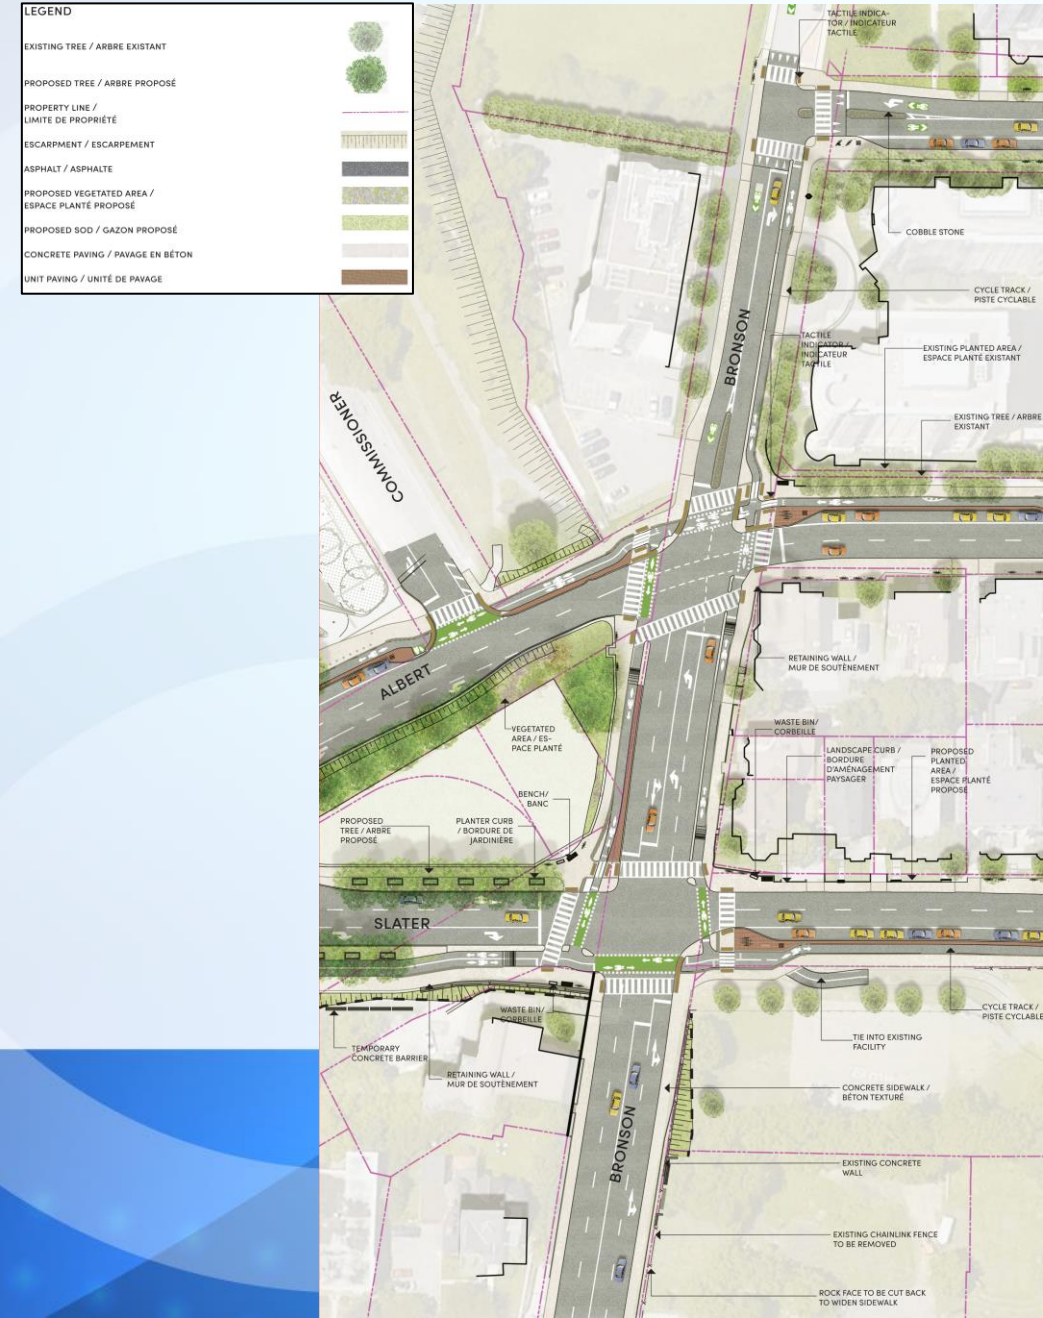 LEGEND
EXISTING TREE / ARBRE EXISTANT
PROPOSED TREE / ARBRE PROPOSÉ
PROPERTY LINE /
LIMITE DE PROPRIÉTÉ
ESCARPMENT / ESCARPEMENT
ASPHALT / ASPHALTE
PROPOSED VEGETATED AREA /
ESPACE PLANTÉ PROPOSÉ
PROPOSED SOD / GAZON PROPOSÉ
CONCRETE PAVING / PAVAGE EN BÉTON
UNIT PAVING / UNITÉ DE PAVAGE
TACTILE INDICA-
TOR / INDICATEUR
TACTILE
COBBLE STONE
CYCLE TRACK /
PISTE CYCLABLE
BRONSON
TACTILE
INDICATOR /
INDICATEUR
TACTILE
EXISTING PLANTED AREA /
ESPACE PLANTÉ EXISTANT
EXISTING TREE / ARBRE
EXISTANT
COMMISSIONER
RETAINING WALL /
MUR DE SOUTÈNEMENT
ALBERT
VEGETATED
AREA / ES-
PACE PLANTÉ
WASTE BIN/
CORBEILLE
LANDSCAPE CURB /
BORDURE
D'AMÉNAGEMENT
PAYSAGER
PROPOSED
PLANTED
AREA /
ESPACE PLANTÉ
PROPOSÉ
BENCH/
BANC
PROPOSED
TREE / ARBRE
PROPOSÉ
PLANTER CURB
/ BORDURE DE
JARDINIÈRE
SLATER
WASTE BIN/
CORBEILLE
CYCLE TRACK /
PISTE CYCLABLE
TEMPORARY
CONCRETE BARRIER
TIE INTO EXISTING
FACILITY
RETAINING WALL /
MUR DE SOUTÈNEMENT
CONCRETE SIDEWALK /
BÉTON TEXTURÉ
BRONSON
EXISTING CONCRETE
WALL
EXISTING CHAINLINK FENCE
TO BE REMOVED
ROCK FACE TO BE CUT BACK
TO WIDEN SIDEWALK